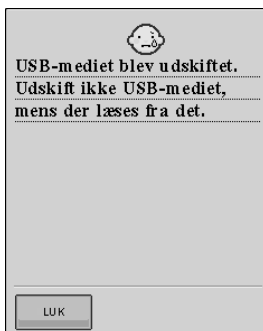 USB-mediet blev udskiftet.
Udskift ikke USB-mediet,
mens der læses fra det.
LUK